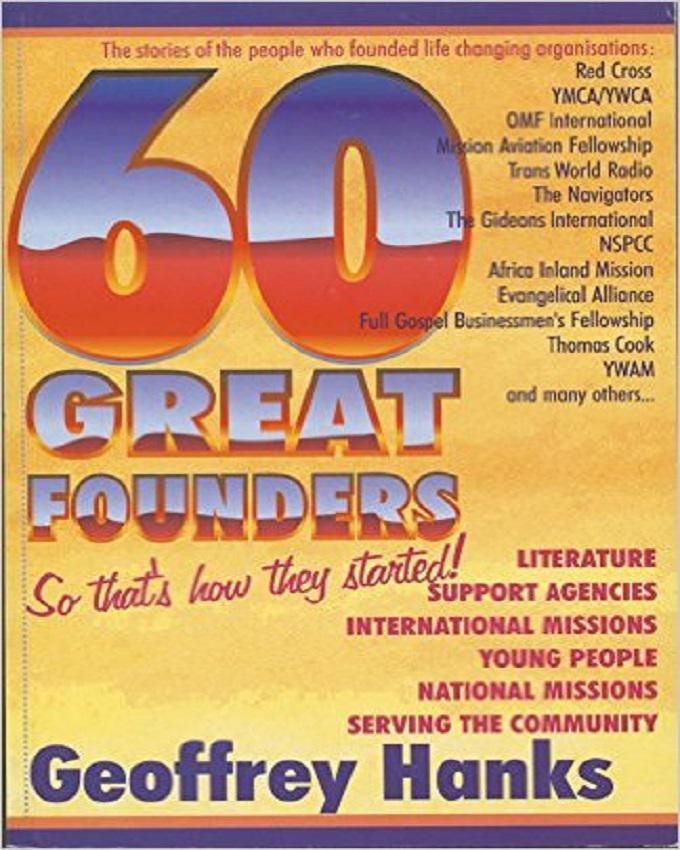 The stories of the people who founded life changing organisations:
60
GREAT
FOUNDERS
So that's how they started!
Red Cross
YMCA/YWCA
OMF International
Mission Aviation Fellowship
Trans World Radio
The Navigators
The Gideons International
NSPCC
Africa Inland Mission
Evangelical Alliance
Full Gospel Businessmen's Fellowship
Thomas Cook
YWAM
and many others...
LITERATURE
SUPPORT AGENCIES
INTERNATIONAL MISSIONS
YOUNG PEOPLE
NATIONAL MISSIONS
SERVING THE COMMUNITY
Geoffrey Hanks